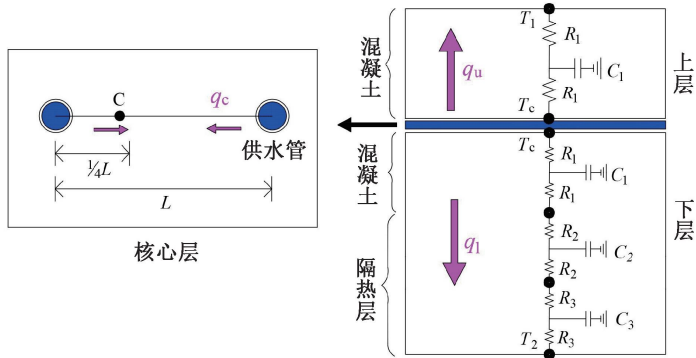 C
q_c
供水管
¼L
L
核心层
混凝土
q_u
T_1
R_1
C_1
R_1
T_c
上层
混凝土
T_c
R_1
C_1
R_1
隔热层
q_l
R_2
C_2
R_2
R_3
C_3
T_2
R_3
下层